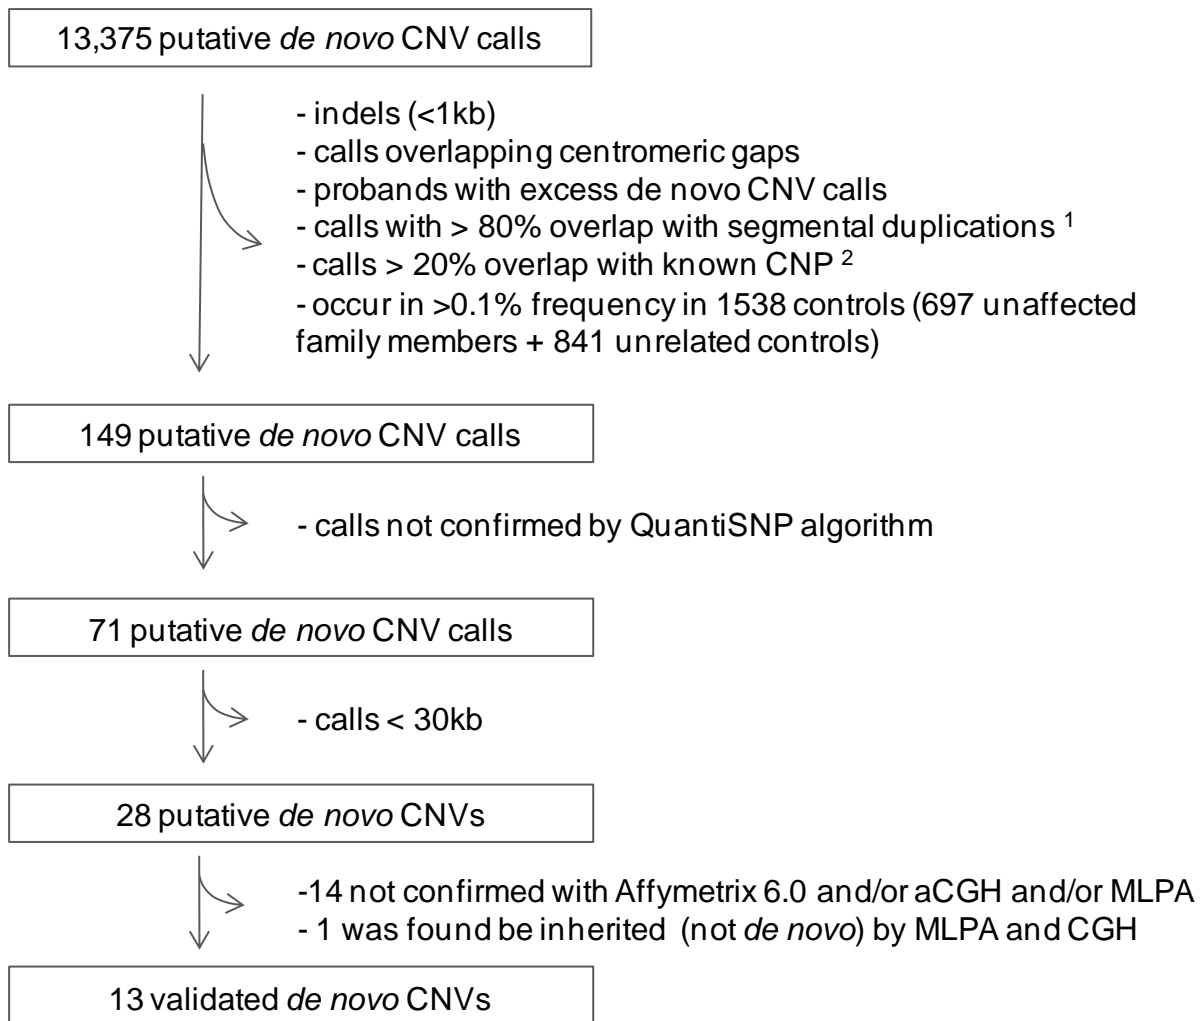 13,375 putative de novo CNV calls
- indels (<1kb)
- calls overlapping centromeric gaps
- probands with excess de novo CNV calls
- calls with > 80% overlap with segmental duplications ¹
- calls > 20% overlap with known CNP ²
- occur in >0.1% frequency in 1538 controls (697 unaffected
family members + 841 unrelated controls)
149 putative de novo CNV calls
- calls not confirmed by QuantiSNP algorithm
71 putative de novo CNV calls
- calls < 30kb
28 putative de novo CNVs
-14 not confirmed with Affymetrix 6.0 and/or aCGH and/or MLPA
- 1 was found be inherited (not de novo) by MLPA and CGH
13 validated de novo CNVs